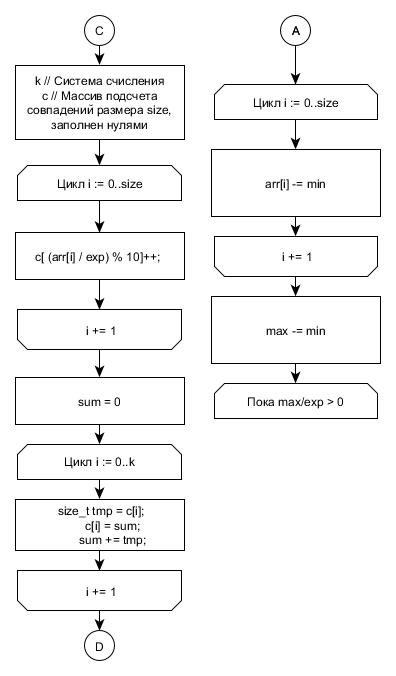 C
k // Система счисления
с // Массив подсчета
совпадений размера size,
заполнен нулями
Цикл i := 0..size
c[ (arr[i] / exp) % 10]++;
i += 1
sum = 0
Цикл i := 0..k
size_t tmp = c[i];
c[i] = sum;
sum += tmp;
i += 1
D
A
Цикл i := 0..size
arr[i] -= min
i += 1
max -= min
Пока max/exp > 0